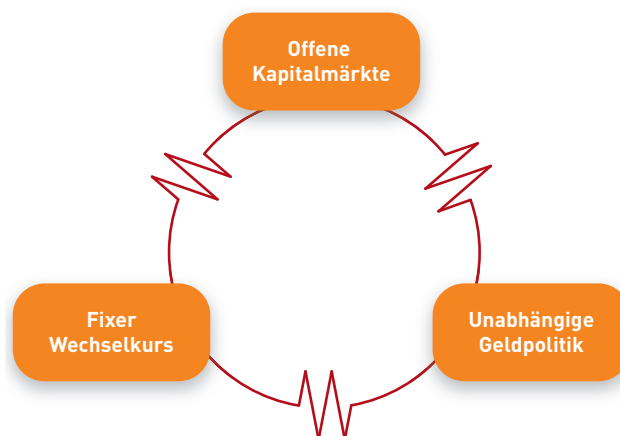 Offene
Kapitalmärkte
Fixer
Wechselkurs
Unabhängige
Geldpolitik